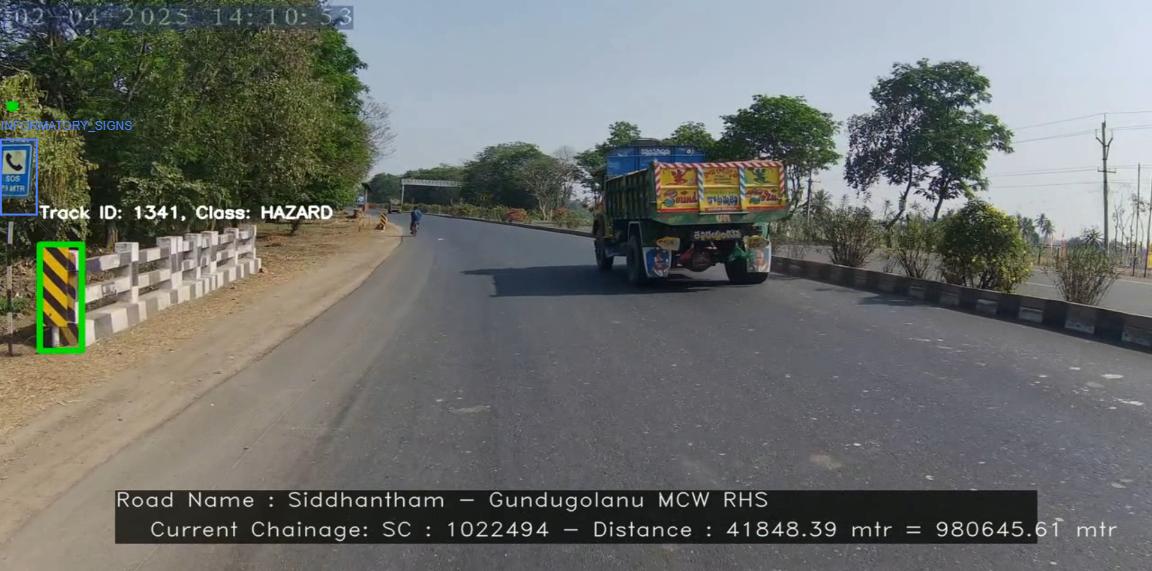 02 04 2025 14:10:53
INFORMATORY_SIGNS
SOS
Track ID: 1341, Class: HAZARD
Road Name : Siddhantham – Gundugolanu MCW RHS
Current Chainage: SC : 1022494 – Distance : 41848.39 mtr = 980645.61 mtr